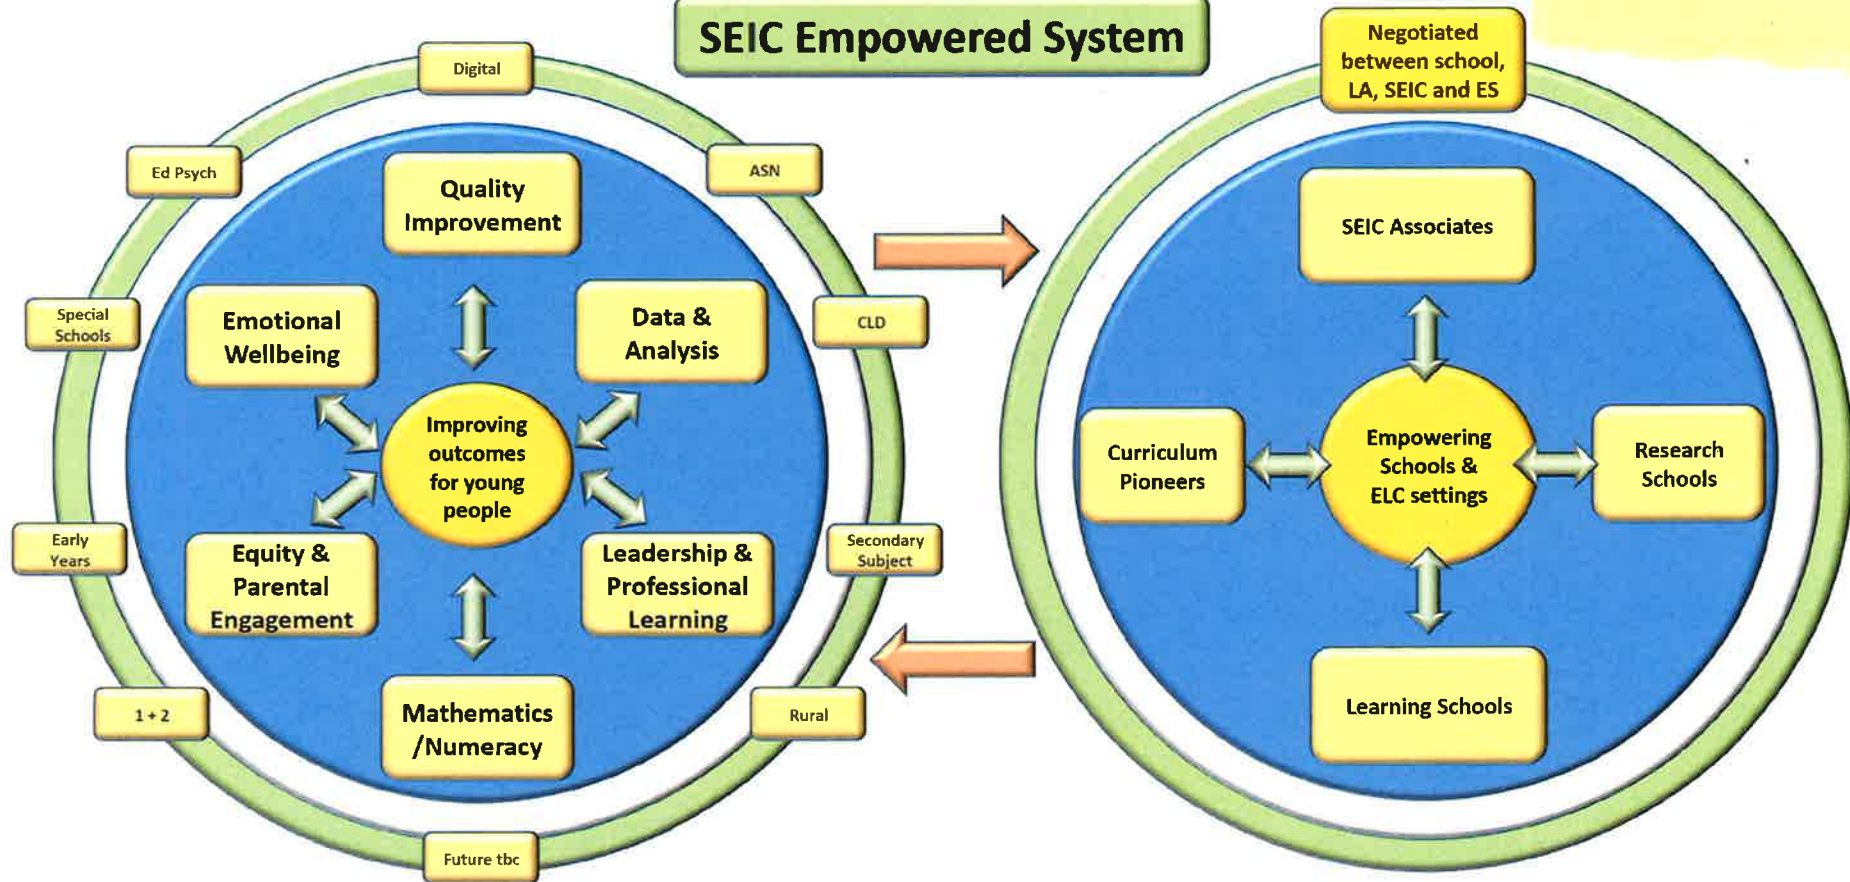 SEIC Empowered System
Digital
Ed Psych
ASN
Special
Schools
CLD
Early
Years
Secondary
Subject
1 + 2
Rural
Future tbc
Quality
Improvement
Emotional
Wellbeing
Data &
Analysis
Improving
outcomes
for young
people
Equity &
Parental
Engagement
Leadership &
Professional
Learning
Mathematics
/Numeracy
Negotiated
between school,
LA, SEIC and ES
SEIC Associates
Curriculum
Pioneers
Empowering
Schools &
ELC settings
Research
Schools
Learning Schools